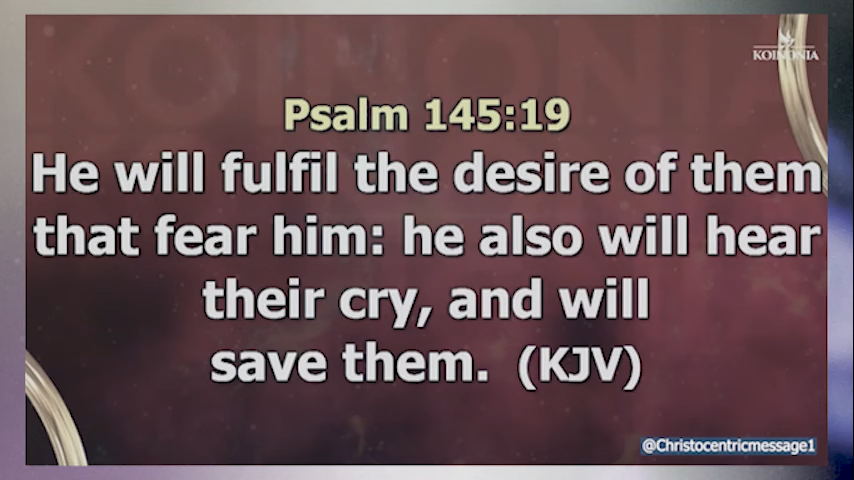 KOINONIA
Psalm 145:19
He will fulfil the desire of them
that fear him: he also will hear
their cry, and will
save them. (KJV)
@Christocentricmessage1